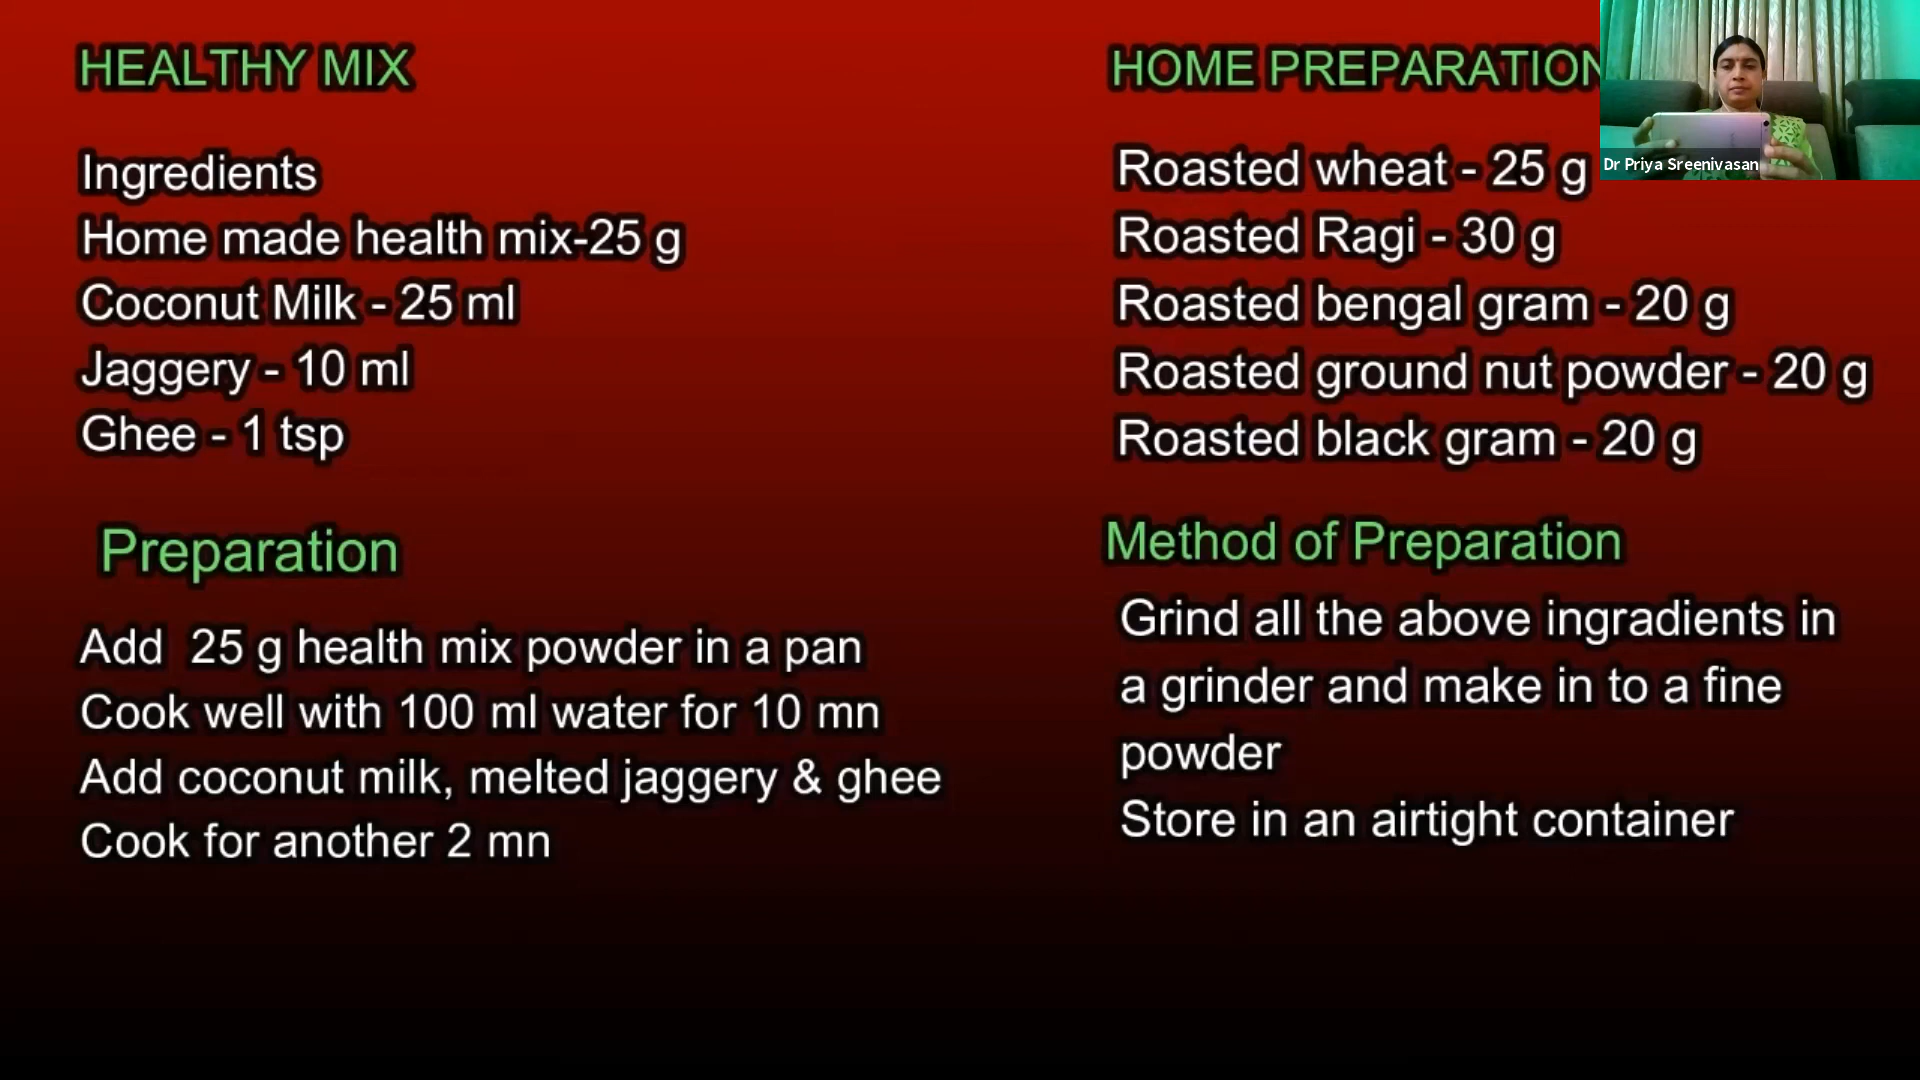 HEALTHY MIX
Ingredients
Home made health mix-25 g
Coconut Milk - 25 ml
Jaggery - 10 ml
Ghee - 1 tsp
Preparation
Add 25 g health mix powder in a pan
Cook well with 100 ml water for 10 mn
Add coconut milk, melted jaggery & ghee
Cook for another 2 mn
HOME PREPARATION
Roasted wheat - 25 g
Roasted Ragi - 30 g
Roasted bengal gram - 20 g
Roasted ground nut powder - 20 g
Roasted black gram - 20 g
Method of Preparation
Grind all the above ingradients in
a grinder and make in to a fine
powder
Store in an airtight container
Dr Priya Sreenivasan